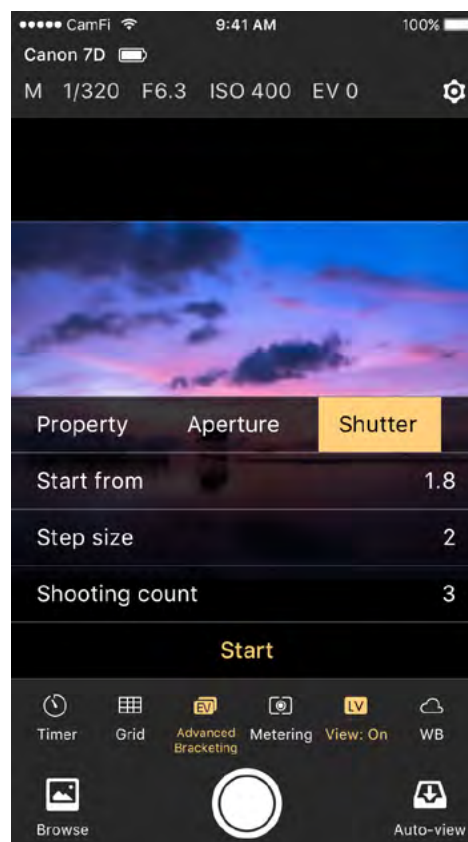 CamFi 9:41 AM 100%
Canon 7D
M 1/320 F6.3 ISO 400 EV 0
Property Aperture Shutter
Start from 1.8
Step size 2
Shooting count 3
Start
EV LV
Timer Grid Advanced Bracketing Metering View: On WB
Browse Auto-view